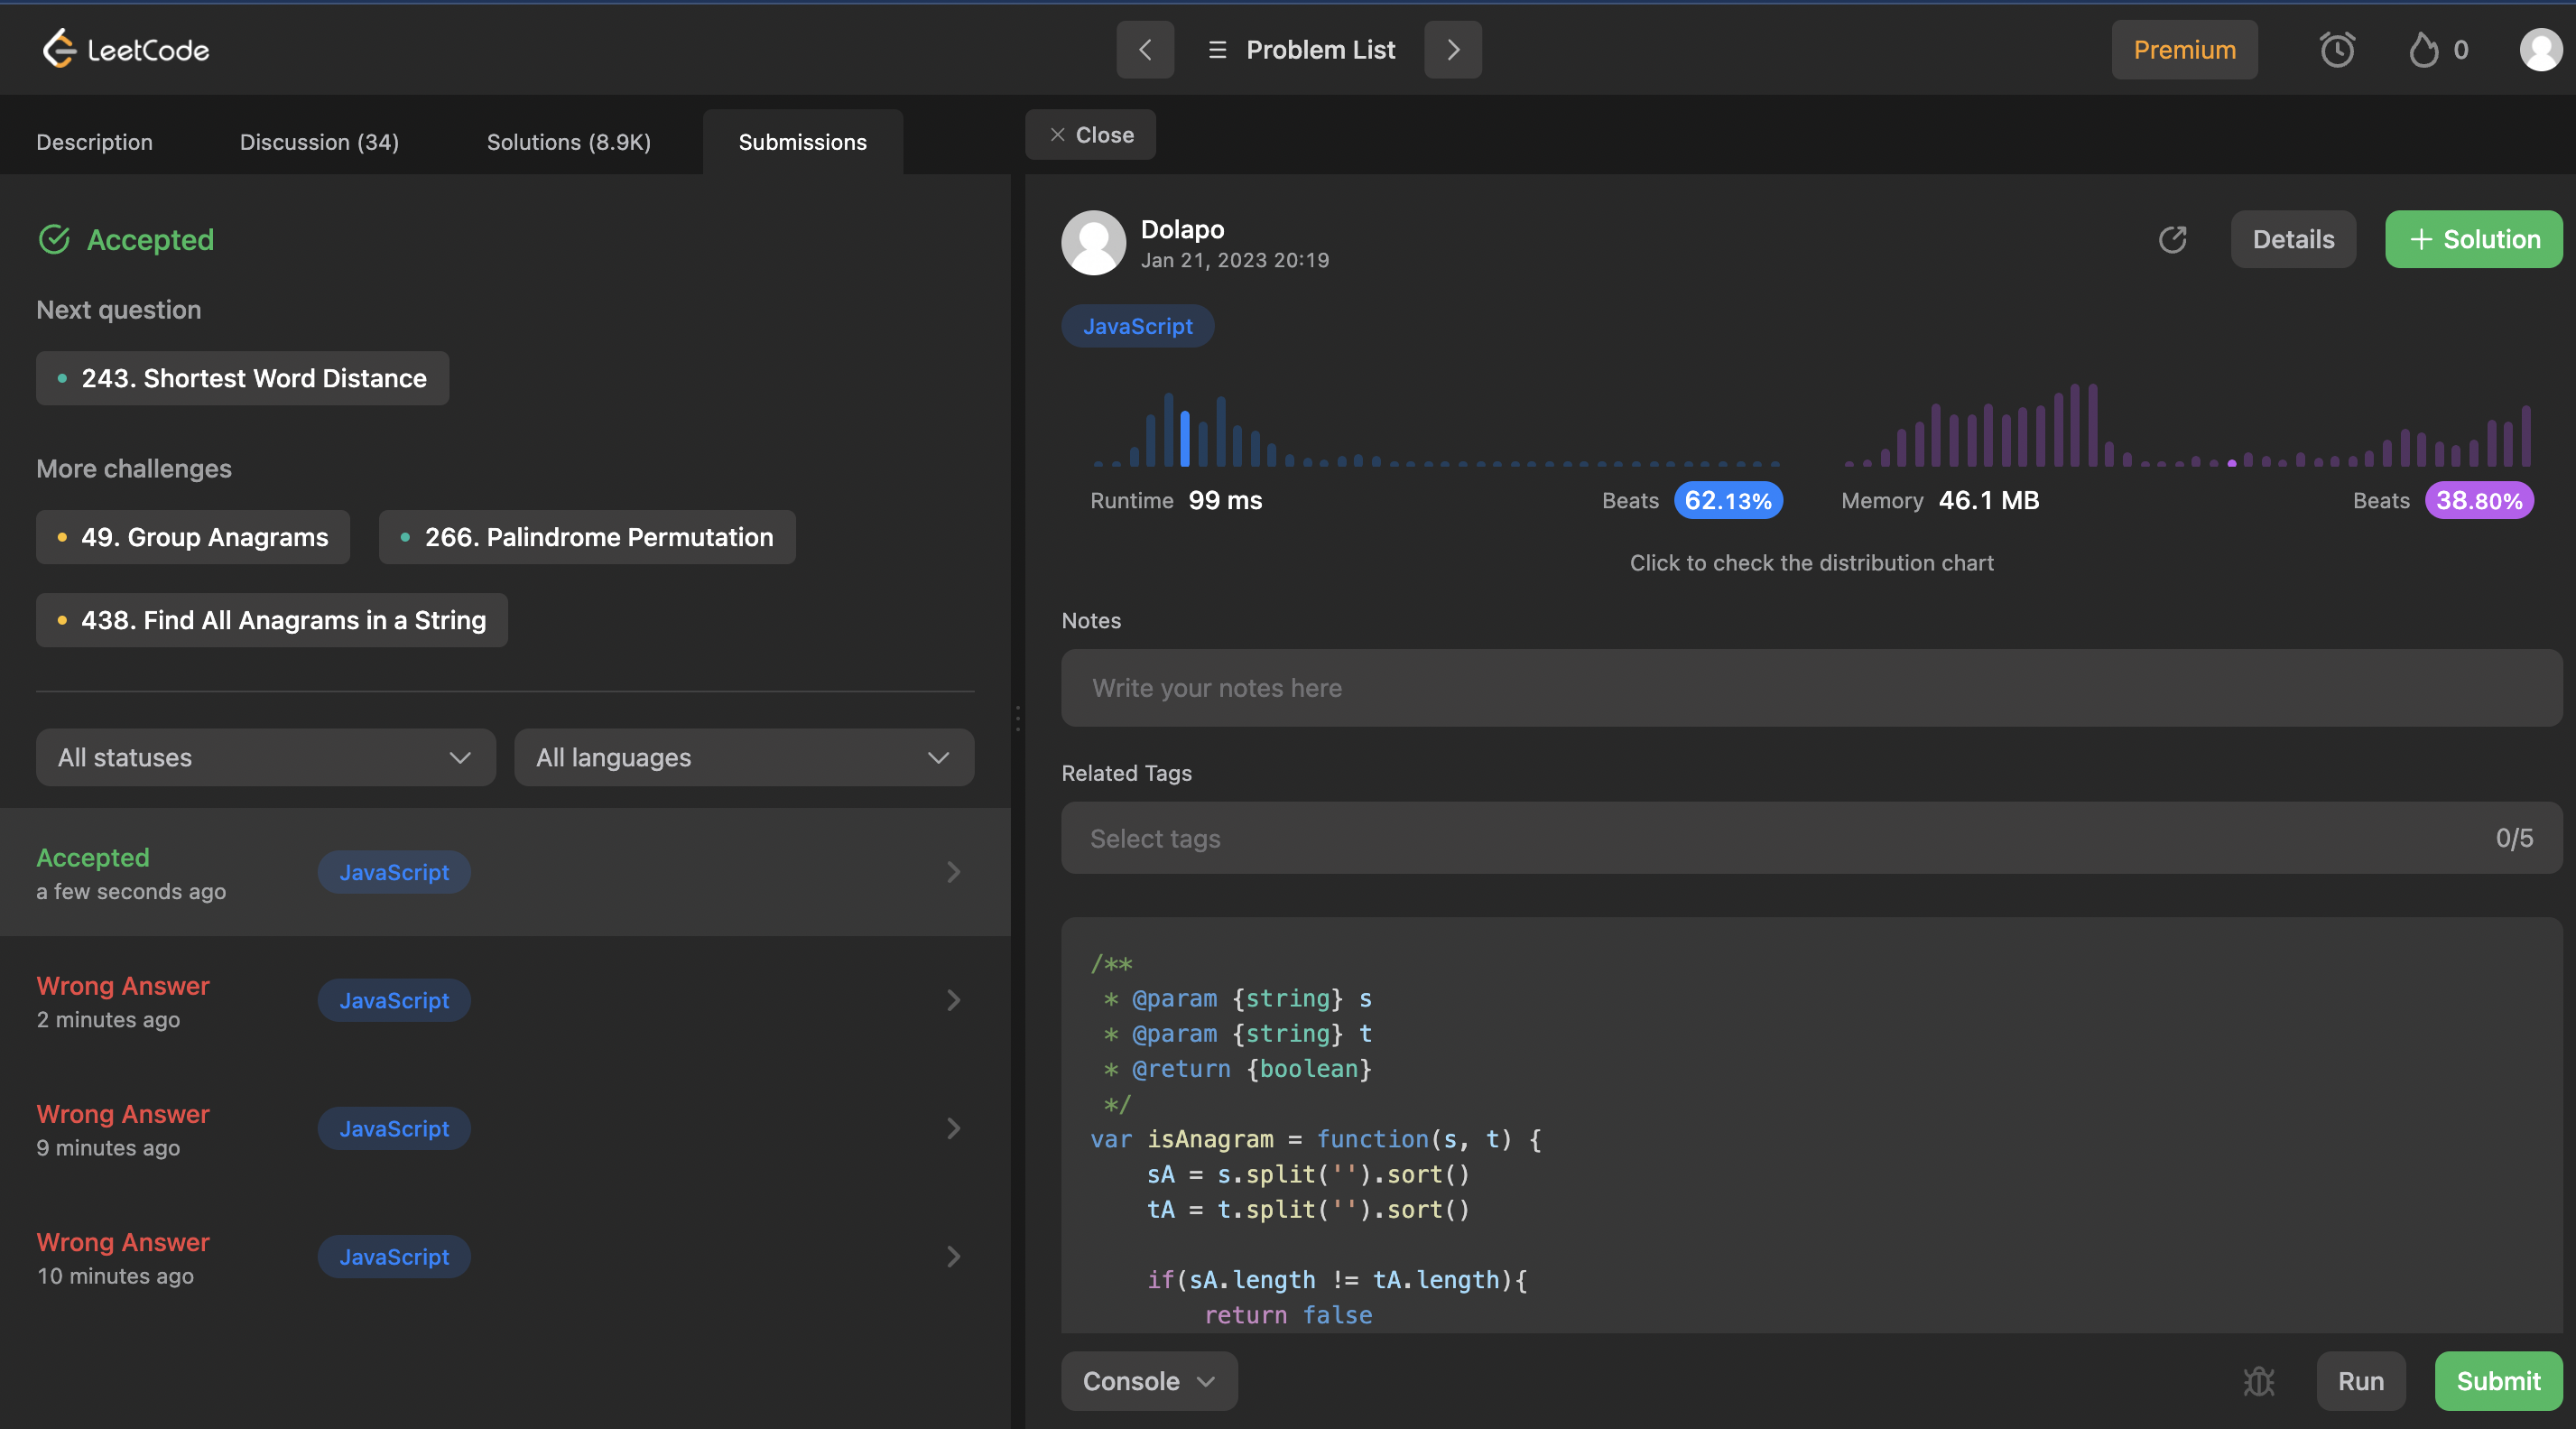 LeetCode
Problem List
Premium
0
Description
Discussion (34)
Solutions (8.9K)
Submissions
Close
Accepted
Next question
243. Shortest Word Distance
More challenges
49. Group Anagrams
266. Palindrome Permutation
438. Find All Anagrams in a String
All statuses
All languages
Accepted
a few seconds ago
JavaScript
Wrong Answer
2 minutes ago
JavaScript
Wrong Answer
9 minutes ago
JavaScript
Wrong Answer
10 minutes ago
JavaScript
Dolapo
Jan 21, 2023 20:19
Details
+ Solution
JavaScript
Runtime 99 ms
Beats 62.13%
Memory 46.1 MB
Beats 38.80%
Click to check the distribution chart
Notes
Write your notes here
Related Tags
Select tags
0/5
/**
 * @param {string} s
 * @param {string} t
 * @return {boolean}
 */
var isAnagram = function(s, t) {
    sA = s.split('').sort()
    tA = t.split('').sort()
    if(sA.length != tA.length){
        return false
Console
Run
Submit